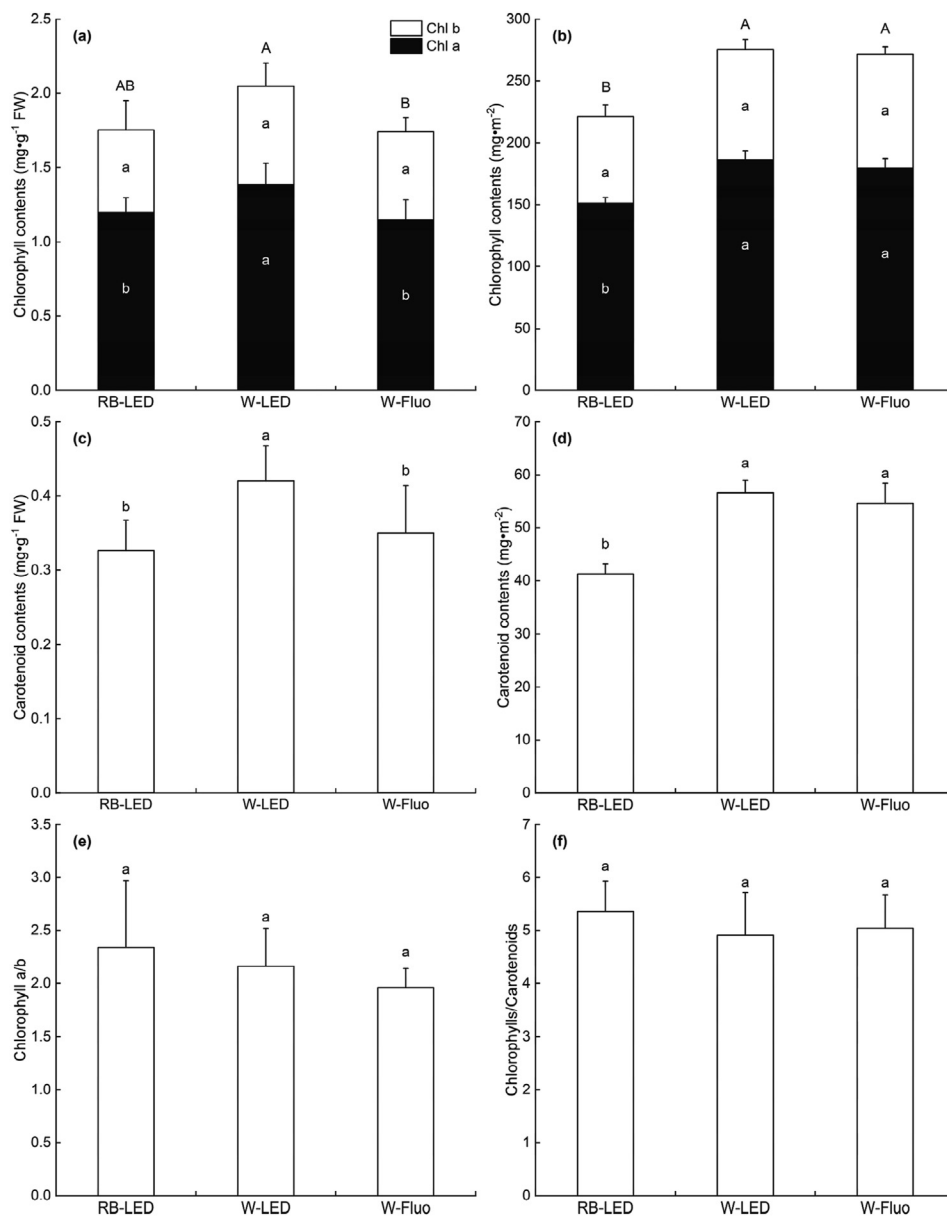 (a)
Chl b
Chl a
Chlorophyll contents (mg•g⁻¹ FW)
2.5
2.0
1.5
1.0
0.5
0.0
AB
A
B
a
a
a
b
a
b
RB-LED
W-LED
W-Fluo
(b)
Chlorophyll contents (mg•m⁻²)
300
250
200
150
100
50
0
B
A
A
a
a
a
b
a
a
RB-LED
W-LED
W-Fluo
(c)
Carotenoid contents (mg•g⁻¹ FW)
0.5
0.4
0.3
0.2
0.1
0.0
b
a
b
RB-LED
W-LED
W-Fluo
(d)
Carotenoid contents (mg•m⁻²)
70
60
50
40
30
20
10
0
b
a
a
RB-LED
W-LED
W-Fluo
(e)
Chlorophyll a/b
3.5
3.0
2.5
2.0
1.5
1.0
0.5
0.0
a
a
a
RB-LED
W-LED
W-Fluo
(f)
Chlorophylls/Carotenoids
7
6
5
4
3
2
1
0
a
a
a
RB-LED
W-LED
W-Fluo